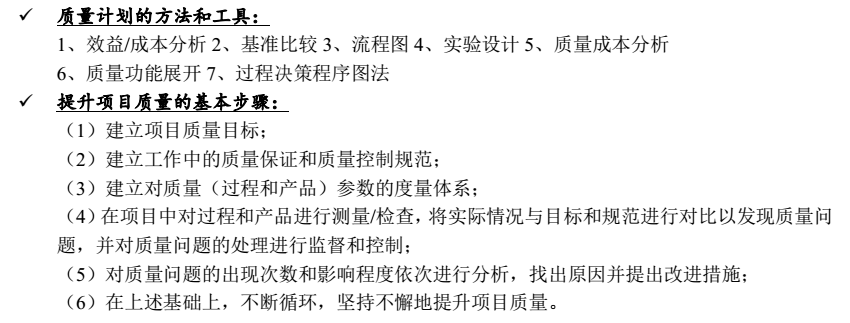 ✓ 质量计划的方法和工具：
1、效益/成本分析 2、基准比较 3、流程图 4、实验设计 5、质量成本分析
6、质量功能展开 7、过程决策程序图法
✓ 提升项目质量的基本步骤：
（1）建立项目质量目标；
（2）建立工作中的质量保证和质量控制规范；
（3）建立对质量（过程和产品）参数的度量体系；
（4）在项目中对过程和产品进行测量/检查，将实际情况与目标和规范进行对比以发现质量问
题，并对质量问题的处理进行监督和控制；
（5）对质量问题的出现次数和影响程度依次进行分析，找出原因并提出改进措施；
（6）在上述基础上，不断循环，坚持不懈地提升项目质量。